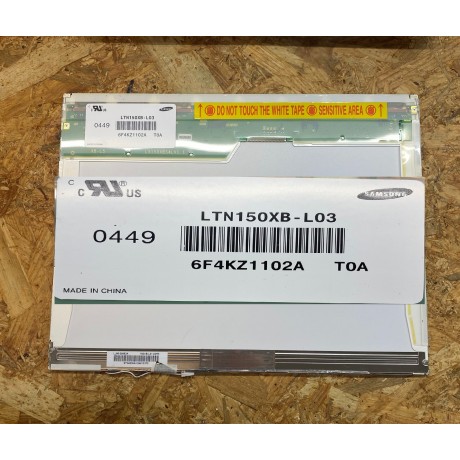 LTN150XB-L03
SAMSUNG
0449
6F4KZ1102A T0A
DO NOT TOUCH THE WHITE TAPE SENSITIVE AREA
C UR ® US
SAMSUNG
LTN150XB-L03
0449
6F4KZ1102A T0A
MADE IN CHINA